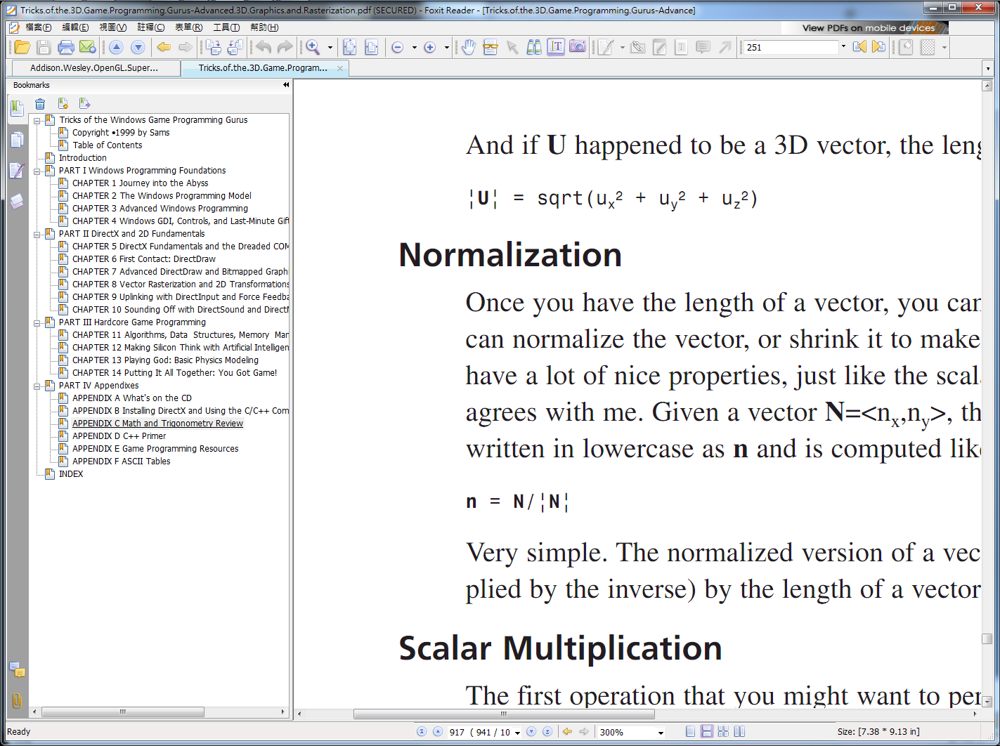 Tricks.of.the.3D.Game.Programming.Gurus-Advanced.3D.Graphics.and.Rasterization.pdf (SECURED) - Foxit Reader - [Tricks.of.the.3D.Game.Programming.Gurus-Advance]
檔案(F) 編輯(E) 視圖(V) 註釋(C) 表單(R) 工具(T) 幫助(H) View PDFs on mobile devices
251
Addison.Wesley.OpenGL.Super... Tricks.of.the.3D.Game.Program...
Bookmarks
Tricks of the Windows Game Programming Gurus
Copyright •1999 by Sams
Table of Contents
Introduction
PART I Windows Programming Foundations
CHAPTER 1 Journey into the Abyss
CHAPTER 2 The Windows Programming Model
CHAPTER 3 Advanced Windows Programming
CHAPTER 4 Windows GDI, Controls, and Last-Minute Gift
PART II DirectX and 2D Fundamentals
CHAPTER 5 DirectX Fundamentals and the Dreaded COM
CHAPTER 6 First Contact: DirectDraw
CHAPTER 7 Advanced DirectDraw and Bitmapped Graph
CHAPTER 8 Vector Rasterization and 2D Transformations
CHAPTER 9 Uplinking with DirectInput and Force Feedba
CHAPTER 10 Sounding Off with DirectSound and DirectM
PART III Hardcore Game Programming
CHAPTER 11 Algorithms, Data Structures, Memory Man
CHAPTER 12 Making Silicon Think with Artificial Intelligen
CHAPTER 13 Playing God: Basic Physics Modeling
CHAPTER 14 Putting It All Together: You Got Game!
PART IV Appendixes
APPENDIX A What's on the CD
APPENDIX B Installing DirectX and Using the C/C++ Com
APPENDIX C Math and Trigonometry Review
APPENDIX D C++ Primer
APPENDIX E Game Programming Resources
APPENDIX F ASCII Tables
INDEX
And if U happened to be a 3D vector, the leng
¦U¦ = sqrt(uₓ² + u_y² + u_z²)
Normalization
Once you have the length of a vector, you can
can normalize the vector, or shrink it to make
have a lot of nice properties, just like the scala
agrees with me. Given a vector N=<nₓ,n_y>, th
written in lowercase as n and is computed like
n = N/¦N¦
Very simple. The normalized version of a vec
plied by the inverse) by the length of a vector
Scalar Multiplication
The first operation that you might want to per
Ready 917 ( 941 / 10 300% Size: [7.38 * 9.13 in]